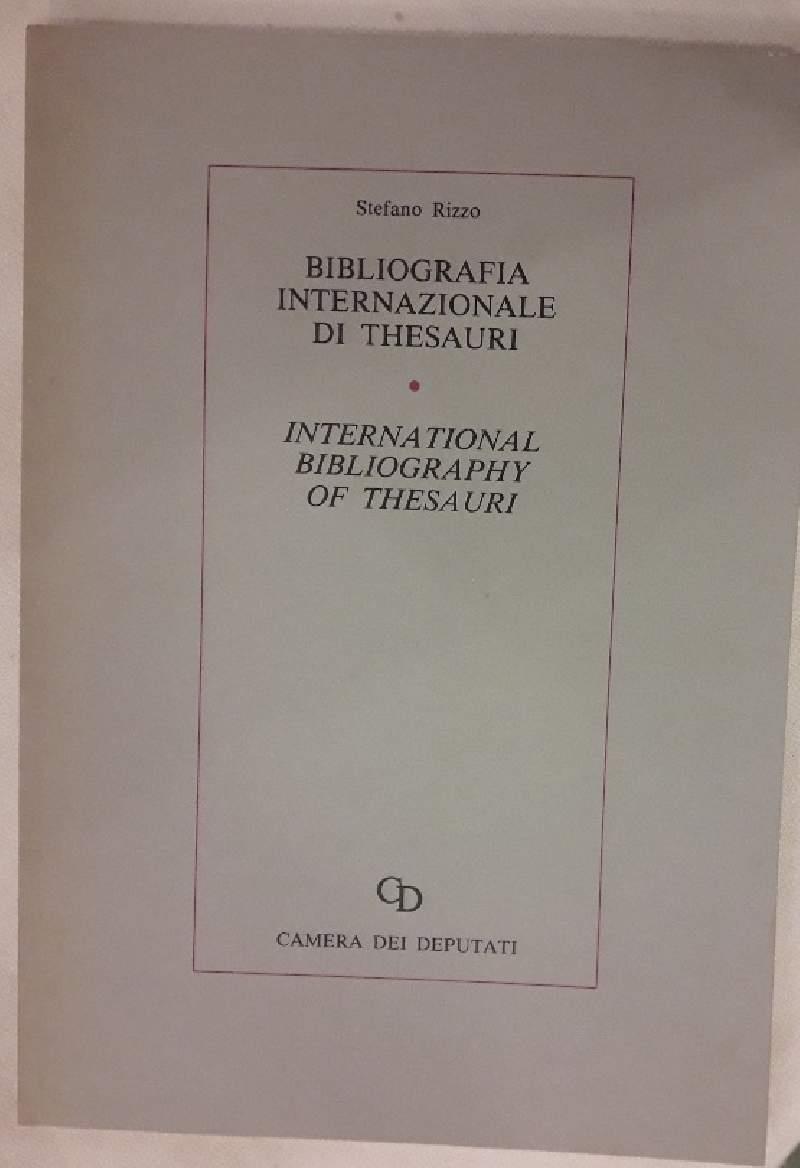 Stefano Rizzo
BIBLIOGRAFIA
INTERNAZIONALE
DI THESAURI
INTERNATIONAL
BIBLIOGRAPHY
OF THESAURI
CD
CAMERA DEI DEPUTATI